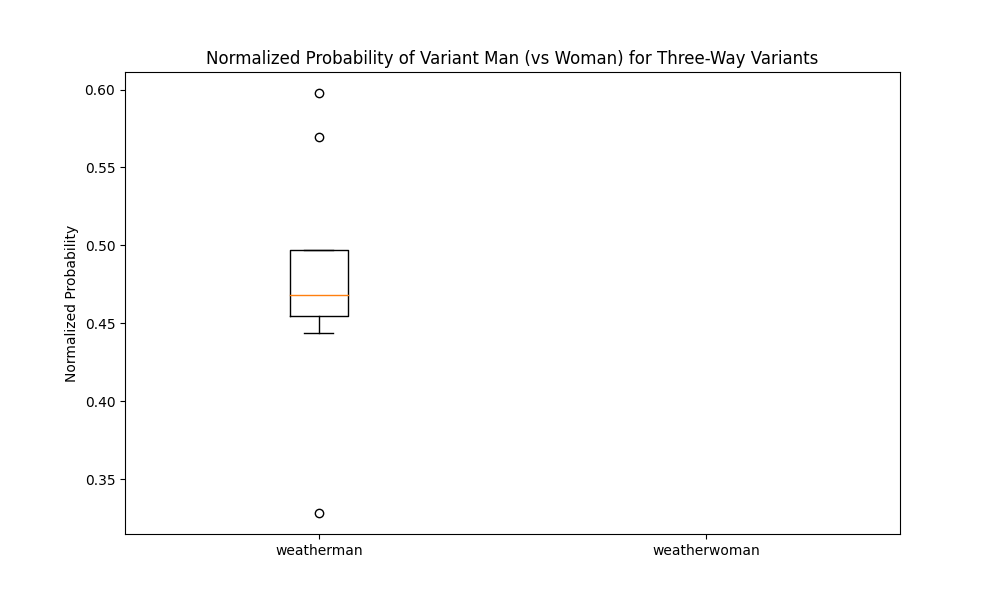 Normalized Probability of Variant Man (vs Woman) for Three-Way Variants
Normalized Probability
0.60
0.55
0.50
0.45
0.40
0.35
weatherman
weatherwoman